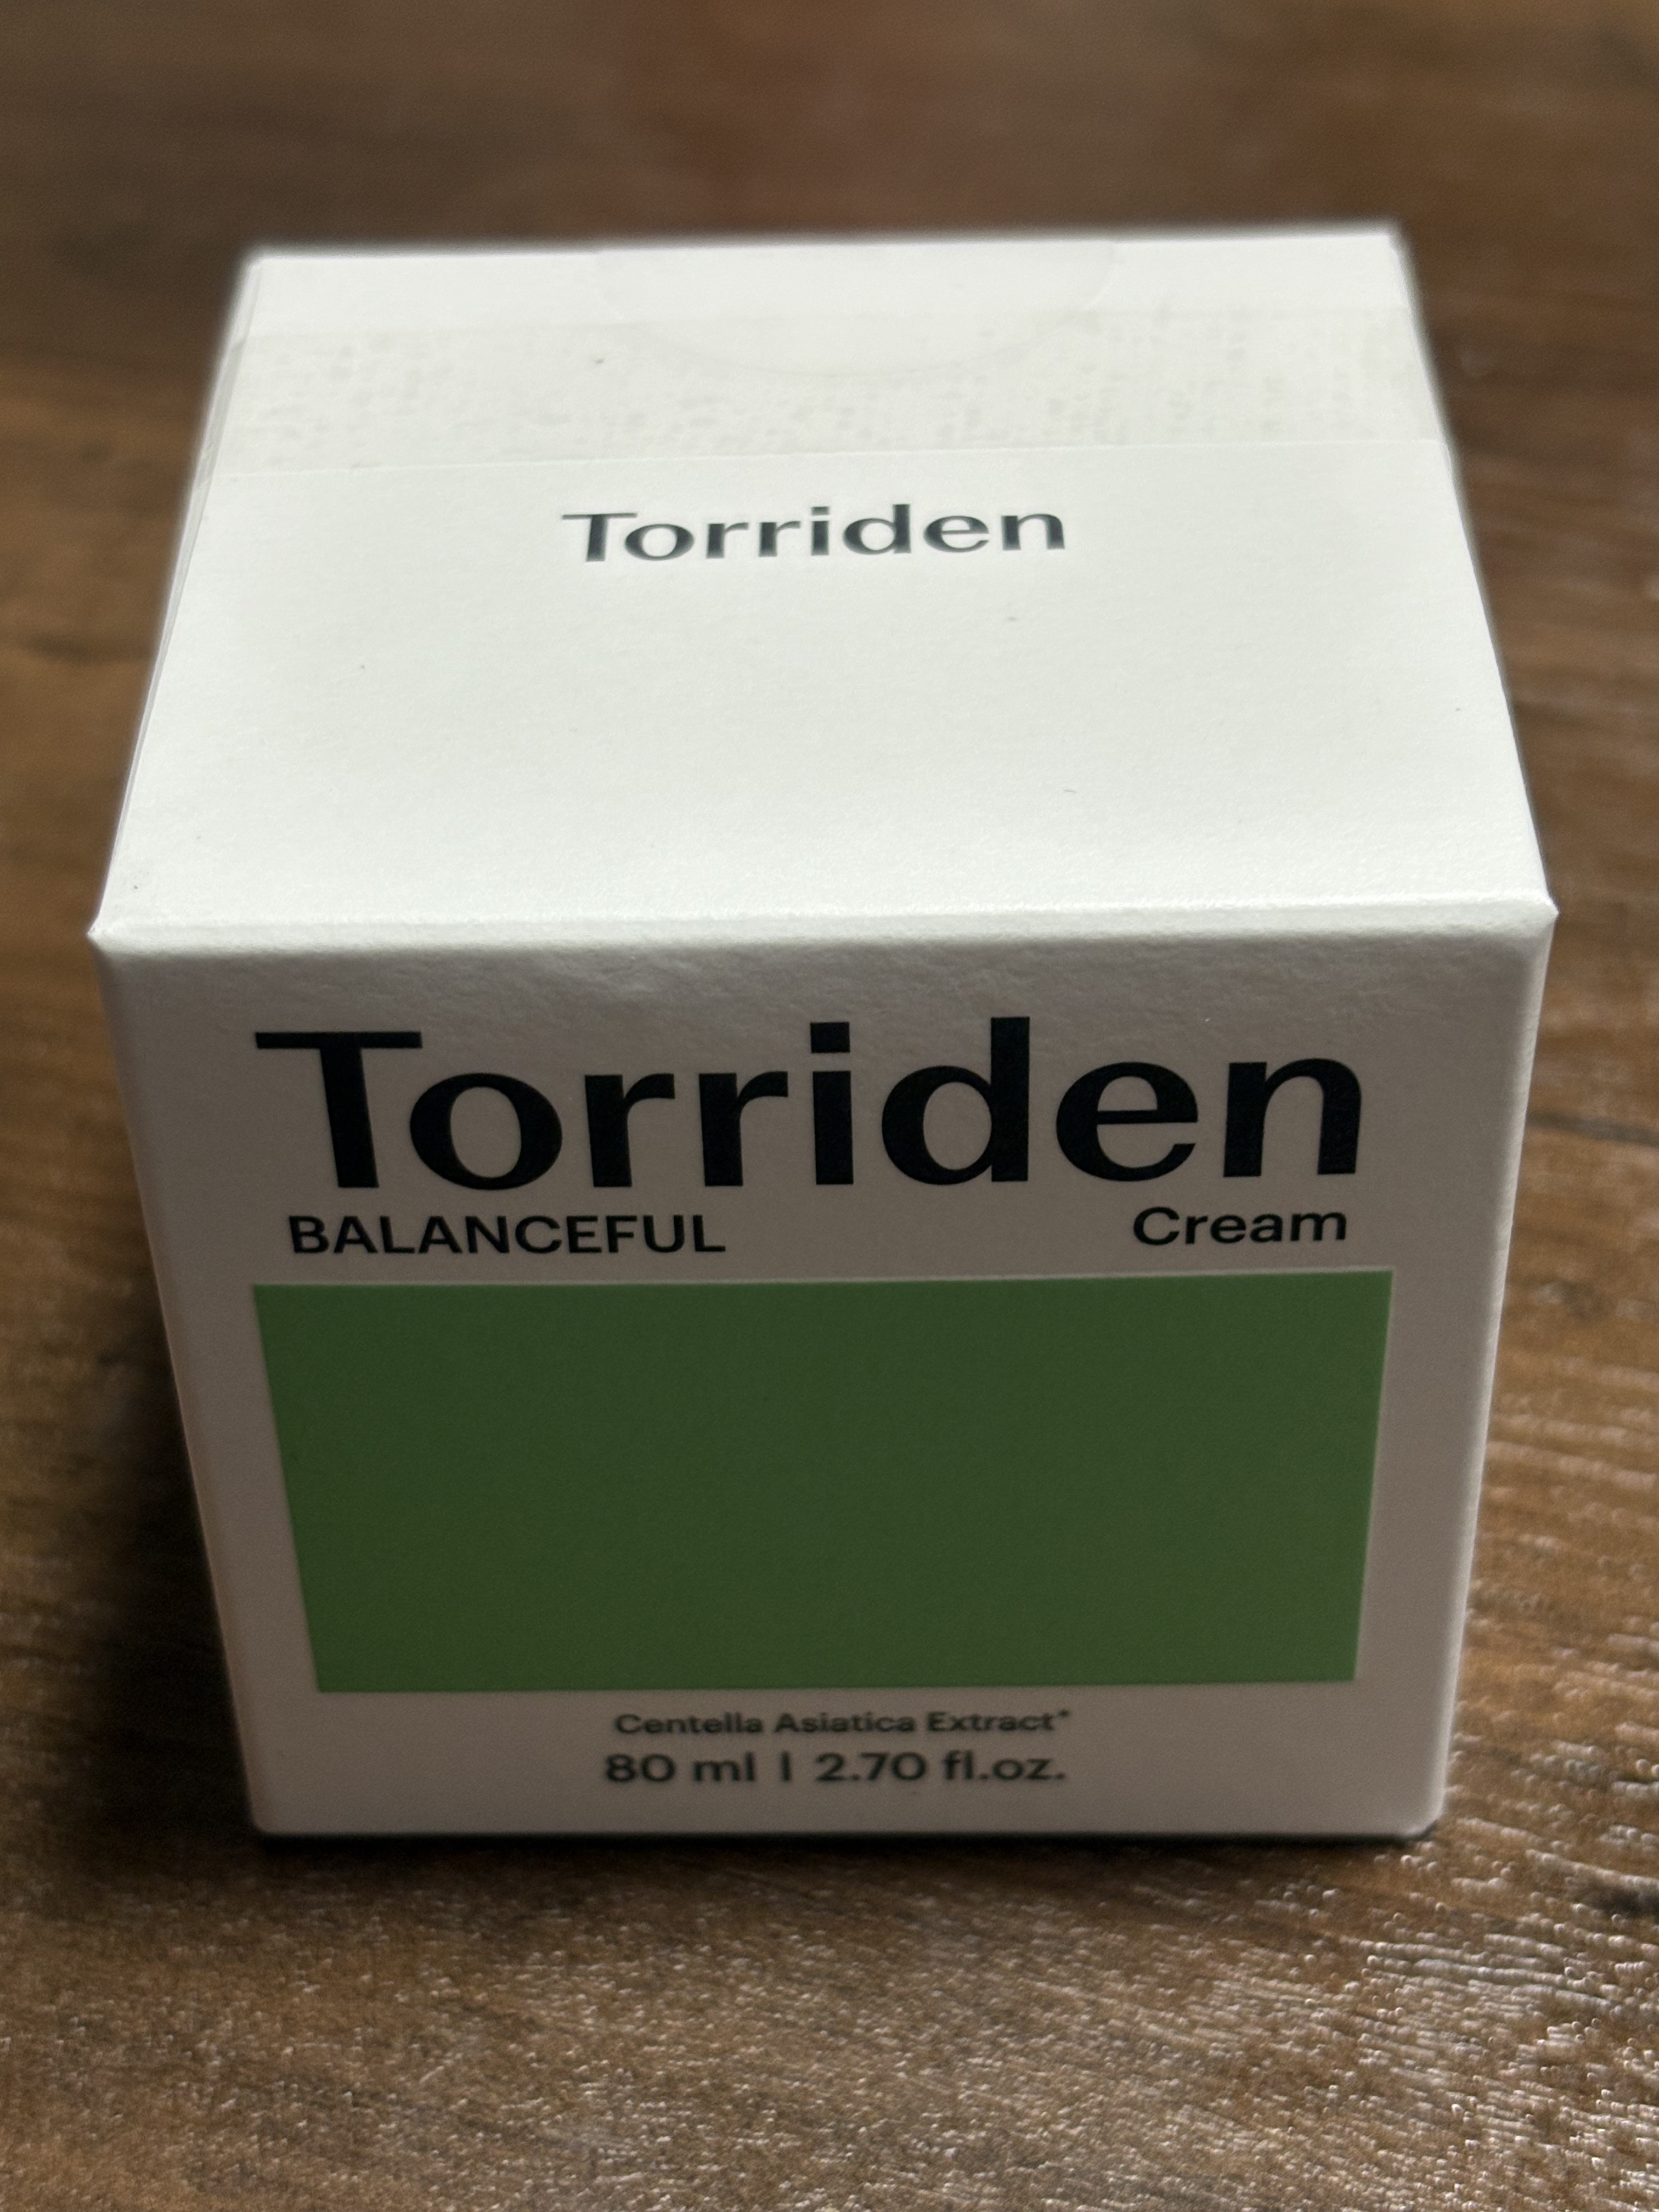 Torriden
Torriden
BALANCEFUL Cream
Centella Asiatica Extract*
80 ml | 2.70 fl.oz.